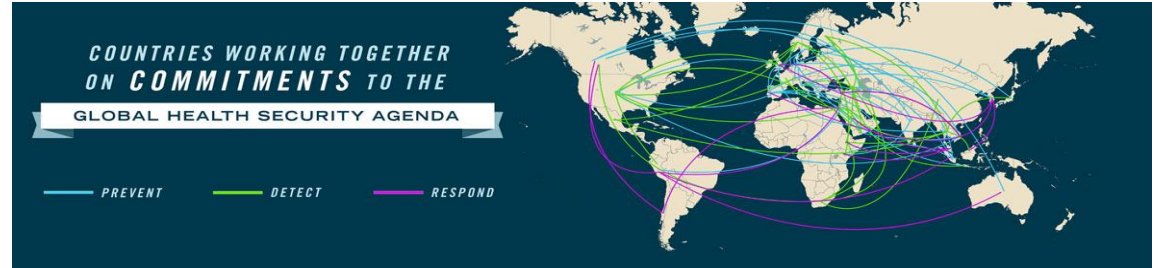 COUNTRIES WORKING TOGETHER
ON COMMITMENTS TO THE
GLOBAL HEALTH SECURITY AGENDA
PREVENT DETECT RESPOND